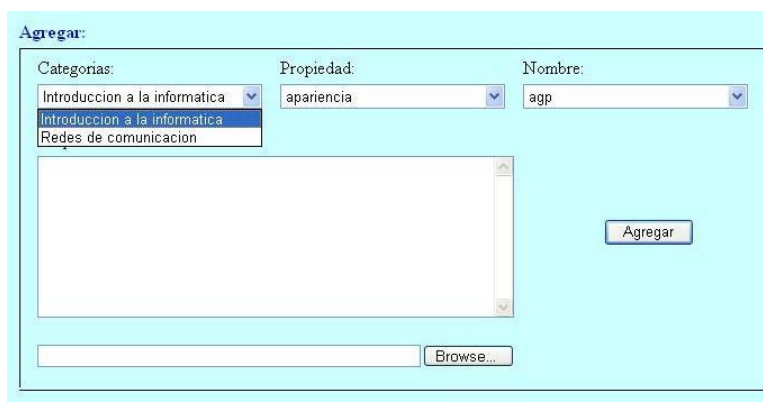 Agregar:
Categorias: Propiedad: Nombre:
Introduccion a la informatica apariencia agp
Introduccion a la informatica
Redes de comunicacion
Agregar
Browse...